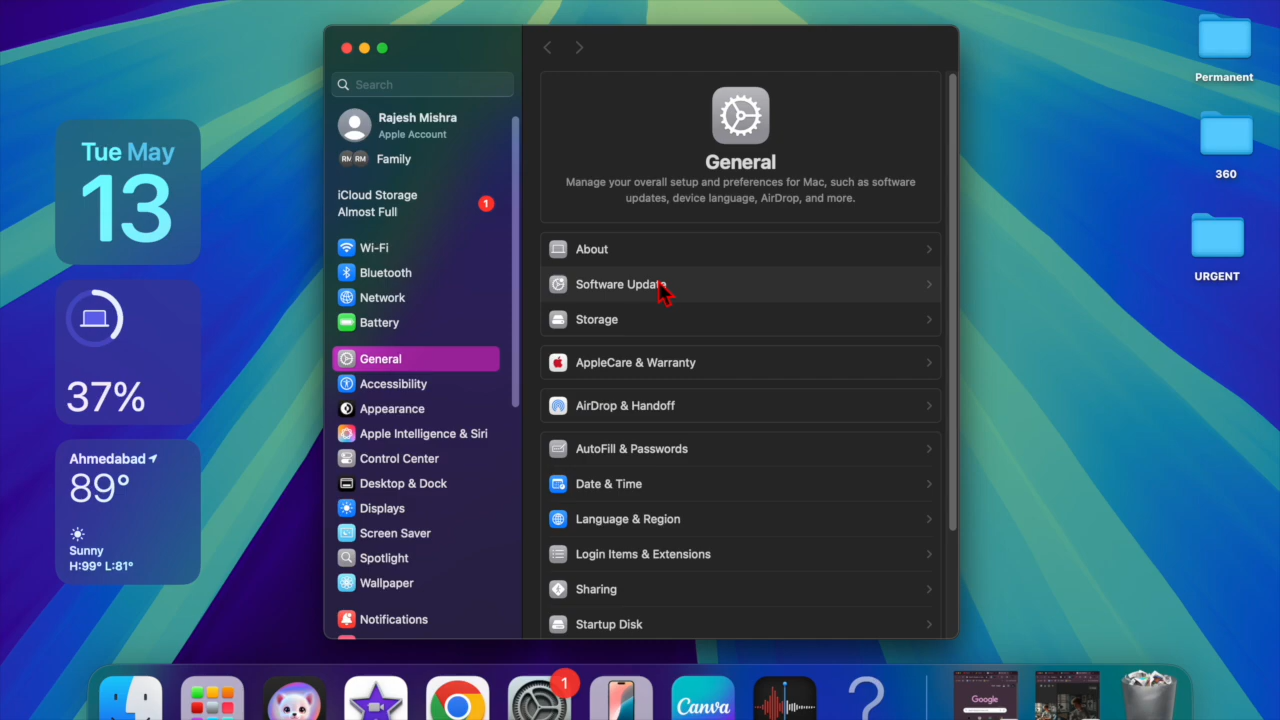 Tue May
13
37%
Ahmedabad
89°
Sunny
H:99° L:81°
Search
Rajesh Mishra
Apple Account
RM RM Family
iCloud Storage
Almost Full
1
Wi-Fi
Bluetooth
Network
Battery
General
Accessibility
Appearance
Apple Intelligence & Siri
Control Center
Desktop & Dock
Displays
Screen Saver
Spotlight
Wallpaper
Notifications
General
Manage your overall setup and preferences for Mac, such as software
updates, device language, AirDrop, and more.
About
Software Update
Storage
AppleCare & Warranty
AirDrop & Handoff
AutoFill & Passwords
Date & Time
Language & Region
Login Items & Extensions
Sharing
Startup Disk
Permanent
360
URGENT
1
Canva
?
Google